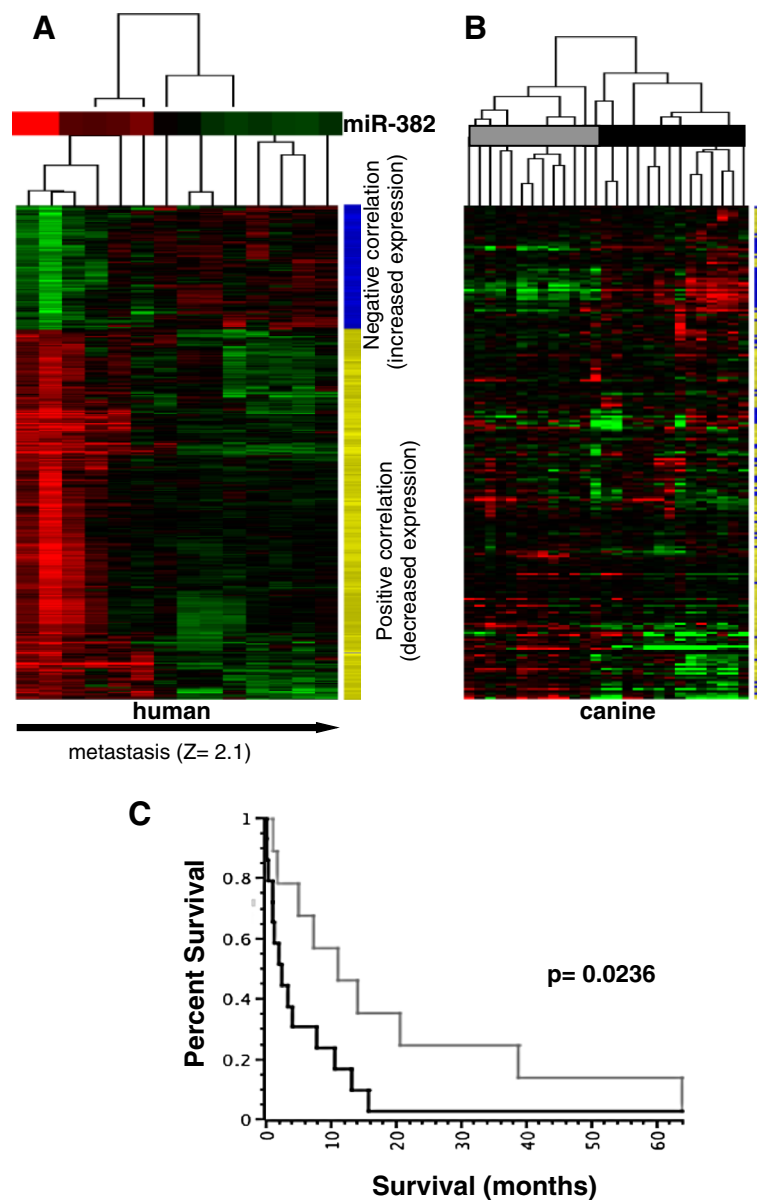 A
B
miR-382
Negative correlation
(increased expression)
Positive correlation
(decreased expression)
human
canine
metastasis (Z= 2.1)
C
Percent Survival
1
0.8
0.6
0.4
0.2
0
p= 0.0236
0 10 20 30 40 50 60
Survival (months)